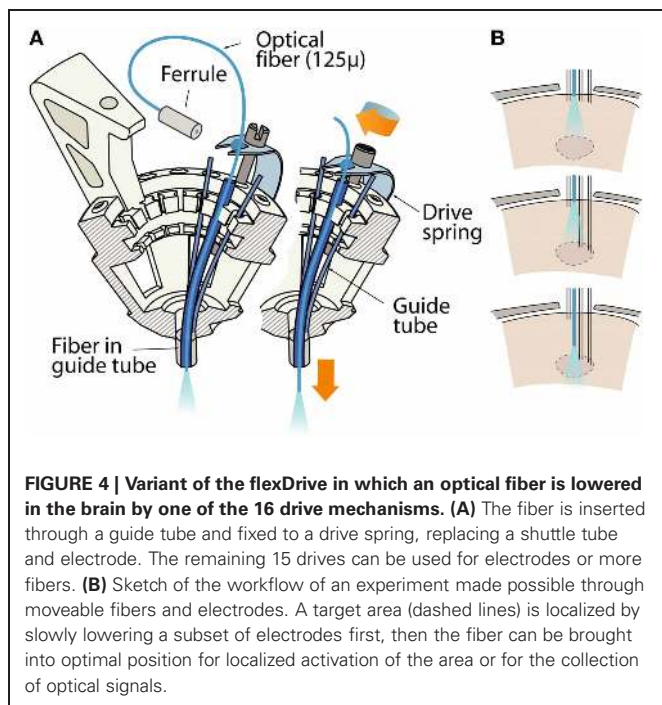 A
Optical
fiber (125µ)
Ferrule
Drive
spring
Guide
tube
Fiber in
guide tube
B
FIGURE 4 | Variant of the flexDrive in which an optical fiber is lowered
in the brain by one of the 16 drive mechanisms. (A) The fiber is inserted
through a guide tube and fixed to a drive spring, replacing a shuttle tube
and electrode. The remaining 15 drives can be used for electrodes or more
fibers. (B) Sketch of the workflow of an experiment made possible through
moveable fibers and electrodes. A target area (dashed lines) is localized by
slowly lowering a subset of electrodes first, then the fiber can be brought
into optimal position for localized activation of the area or for the collection
of optical signals.